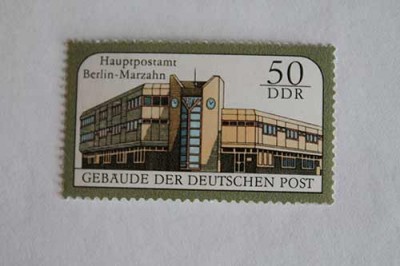 Hauptpostamt
Berlin-Marzahn
50
DDR
GEBÄUDE DER DEUTSCHEN POST